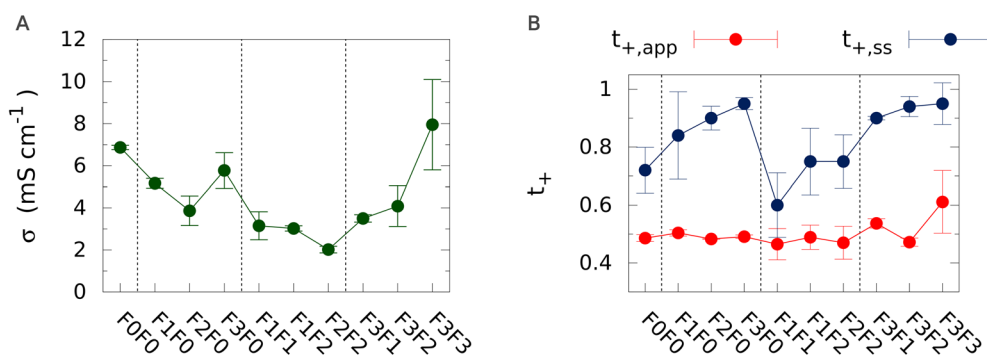 A
12
10
8
6
4
2
0
σ (mS cm⁻¹)
F0F0
F1F0
F2F0
F3F0
F1F1
F1F2
F2F2
F3F1
F3F2
F3F3
B
t+,app
t+,ss
1
0.8
0.6
0.4
t+
F0F0
F1F0
F2F0
F3F0
F1F1
F1F2
F2F2
F3F1
F3F2
F3F3